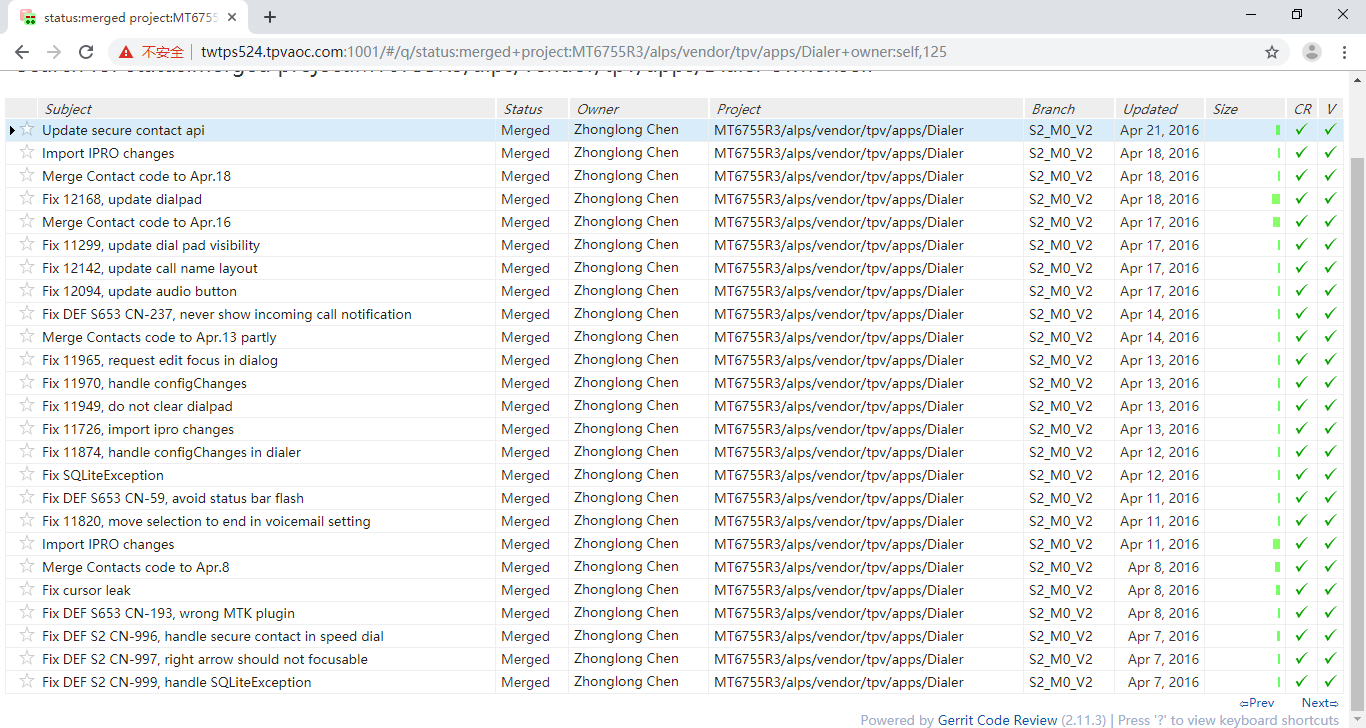 status:merged project:MT6755
不安全 twtps524.tpvaoc.com:1001/#/q/status:merged+project:MT6755R3/alps/vendor/tpv/apps/Dialer+owner:self,125
Subject Status Owner Project Branch Updated Size CR V
Update secure contact api Merged Zhonglong Chen MT6755R3/alps/vendor/tpv/apps/Dialer S2_M0_V2 Apr 21, 2016
Import IPRO changes Merged Zhonglong Chen MT6755R3/alps/vendor/tpv/apps/Dialer S2_M0_V2 Apr 18, 2016
Merge Contact code to Apr.18 Merged Zhonglong Chen MT6755R3/alps/vendor/tpv/apps/Dialer S2_M0_V2 Apr 18, 2016
Fix 12168, update dialpad Merged Zhonglong Chen MT6755R3/alps/vendor/tpv/apps/Dialer S2_M0_V2 Apr 18, 2016
Merge Contact code to Apr.16 Merged Zhonglong Chen MT6755R3/alps/vendor/tpv/apps/Dialer S2_M0_V2 Apr 17, 2016
Fix 11299, update dial pad visibility Merged Zhonglong Chen MT6755R3/alps/vendor/tpv/apps/Dialer S2_M0_V2 Apr 17, 2016
Fix 12142, update call name layout Merged Zhonglong Chen MT6755R3/alps/vendor/tpv/apps/Dialer S2_M0_V2 Apr 17, 2016
Fix 12094, update audio button Merged Zhonglong Chen MT6755R3/alps/vendor/tpv/apps/Dialer S2_M0_V2 Apr 17, 2016
Fix DEF S653 CN-237, never show incoming call notification Merged Zhonglong Chen MT6755R3/alps/vendor/tpv/apps/Dialer S2_M0_V2 Apr 14, 2016
Merge Contacts code to Apr.13 partly Merged Zhonglong Chen MT6755R3/alps/vendor/tpv/apps/Dialer S2_M0_V2 Apr 14, 2016
Fix 11965, request edit focus in dialog Merged Zhonglong Chen MT6755R3/alps/vendor/tpv/apps/Dialer S2_M0_V2 Apr 13, 2016
Fix 11970, handle configChanges Merged Zhonglong Chen MT6755R3/alps/vendor/tpv/apps/Dialer S2_M0_V2 Apr 13, 2016
Fix 11949, do not clear dialpad Merged Zhonglong Chen MT6755R3/alps/vendor/tpv/apps/Dialer S2_M0_V2 Apr 13, 2016
Fix 11726, import ipro changes Merged Zhonglong Chen MT6755R3/alps/vendor/tpv/apps/Dialer S2_M0_V2 Apr 13, 2016
Fix 11874, handle configChanges in dialer Merged Zhonglong Chen MT6755R3/alps/vendor/tpv/apps/Dialer S2_M0_V2 Apr 12, 2016
Fix SQLiteException Merged Zhonglong Chen MT6755R3/alps/vendor/tpv/apps/Dialer S2_M0_V2 Apr 12, 2016
Fix DEF S653 CN-59, avoid status bar flash Merged Zhonglong Chen MT6755R3/alps/vendor/tpv/apps/Dialer S2_M0_V2 Apr 11, 2016
Fix 11820, move selection to end in voicemail setting Merged Zhonglong Chen MT6755R3/alps/vendor/tpv/apps/Dialer S2_M0_V2 Apr 11, 2016
Import IPRO changes Merged Zhonglong Chen MT6755R3/alps/vendor/tpv/apps/Dialer S2_M0_V2 Apr 11, 2016
Merge Contacts code to Apr.8 Merged Zhonglong Chen MT6755R3/alps/vendor/tpv/apps/Dialer S2_M0_V2 Apr 8, 2016
Fix cursor leak Merged Zhonglong Chen MT6755R3/alps/vendor/tpv/apps/Dialer S2_M0_V2 Apr 8, 2016
Fix DEF S653 CN-193, wrong MTK plugin Merged Zhonglong Chen MT6755R3/alps/vendor/tpv/apps/Dialer S2_M0_V2 Apr 8, 2016
Fix DEF S2 CN-996, handle secure contact in speed dial Merged Zhonglong Chen MT6755R3/alps/vendor/tpv/apps/Dialer S2_M0_V2 Apr 7, 2016
Fix DEF S2 CN-997, right arrow should not focusable Merged Zhonglong Chen MT6755R3/alps/vendor/tpv/apps/Dialer S2_M0_V2 Apr 7, 2016
Fix DEF S2 CN-999, handle SQLiteException Merged Zhonglong Chen MT6755R3/alps/vendor/tpv/apps/Dialer S2_M0_V2 Apr 7, 2016
⇦Prev Next⇨
Powered by Gerrit Code Review (2.11.3) | Press '?' to view keyboard shortcuts